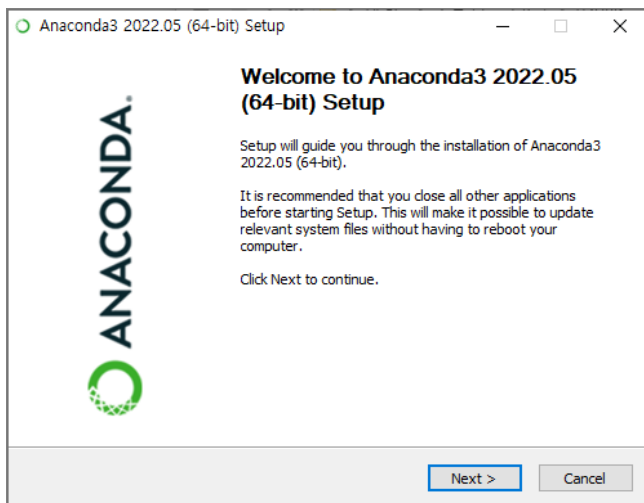 Anaconda3 2022.05 (64-bit) Setup
Welcome to Anaconda3 2022.05
(64-bit) Setup
Setup will guide you through the installation of Anaconda3
2022.05 (64-bit).
It is recommended that you close all other applications
before starting Setup. This will make it possible to update
relevant system files without having to reboot your
computer.
Click Next to continue.
ANACONDA.
Next >
Cancel